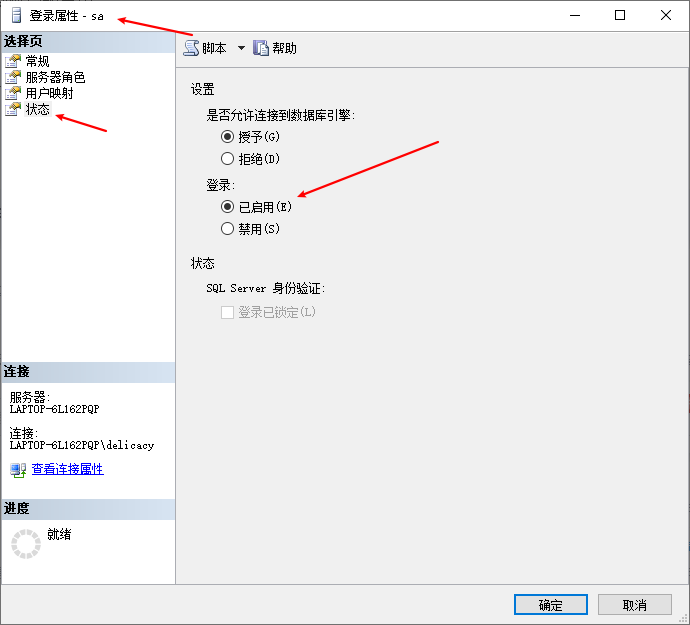 登录属性 - sa
选择页
常规
服务器角色
用户映射
状态
脚本
帮助
设置
是否允许连接到数据库引擎:
授予(G)
拒绝(D)
登录:
已启用(E)
禁用(S)
状态
SQL Server 身份验证:
登录已锁定(L)
连接
服务器:
LAPTOP-6L162PQP
连接:
LAPTOP-6L162PQP\delicacy
查看连接属性
进度
就绪
确定
取消